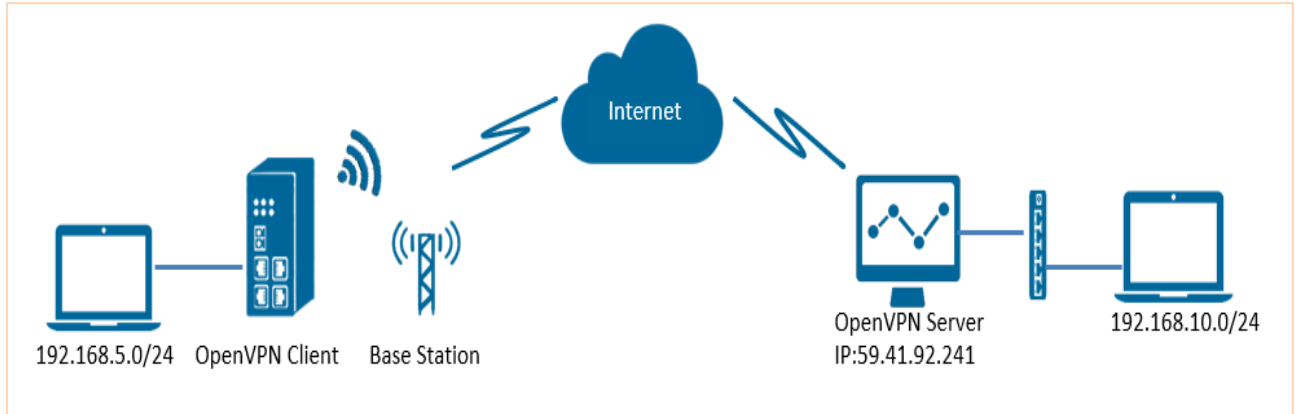 Internet
192.168.5.0/24
OpenVPN Client
Base Station
OpenVPN Server
IP:59.41.92.241
192.168.10.0/24